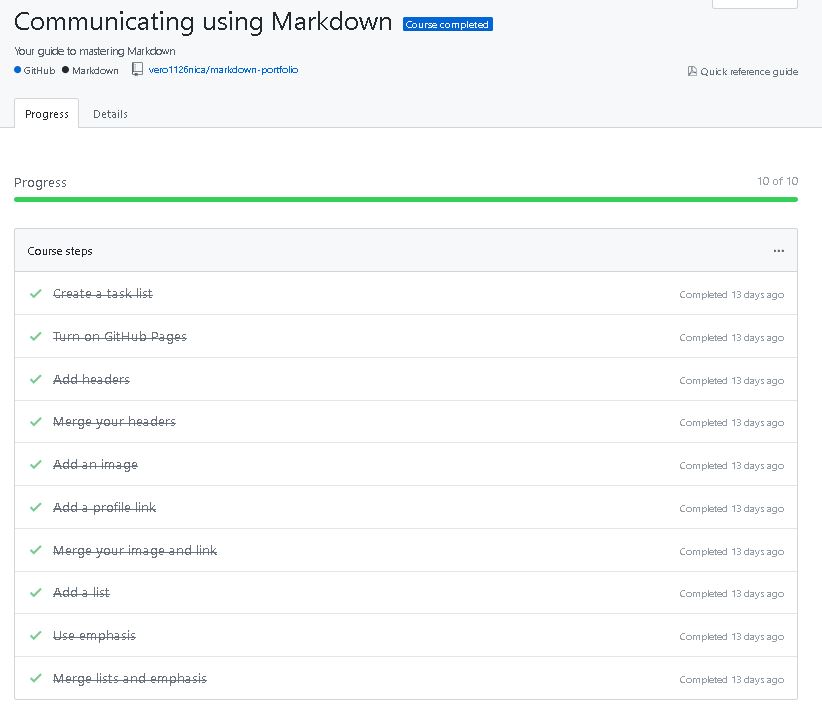 Communicating using Markdown Course completed
Your guide to mastering Markdown
GitHub Markdown vero1126nica/markdown-portfolio Quick reference guide
Progress Details
Progress 10 of 10
Course steps ...
Create a task list Completed 13 days ago
Turn on GitHub Pages Completed 13 days ago
Add headers Completed 13 days ago
Merge your headers Completed 13 days ago
Add an image Completed 13 days ago
Add a profile link Completed 13 days ago
Merge your image and link Completed 13 days ago
Add a list Completed 13 days ago
Use emphasis Completed 13 days ago
Merge lists and emphasis Completed 13 days ago